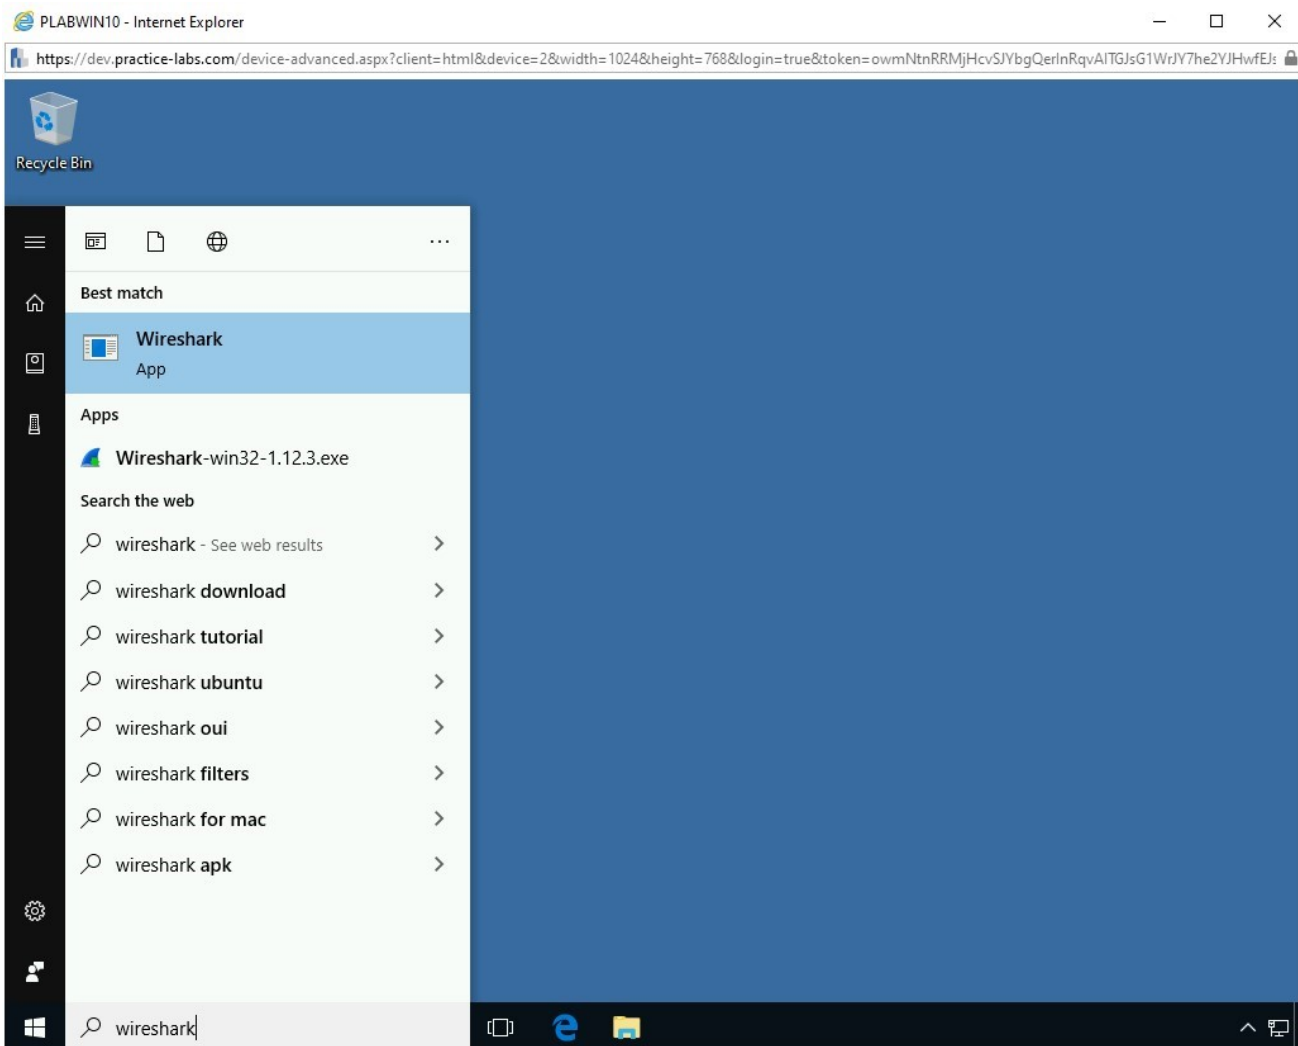 PLABWIN10 - Internet Explorer
https://dev.practice-labs.com/device-advanced.aspx?client=html&device=2&width=1024&height=768&login=true&token=owmNtnRRMjHcvSJYbgQerlnRqvAITGJsG1WrJY7he2YJHwfEJs
Recycle Bin
Best match
Wireshark
App
Apps
Wireshark-win32-1.12.3.exe
Search the web
wireshark - See web results
wireshark download
wireshark tutorial
wireshark ubuntu
wireshark oui
wireshark filters
wireshark for mac
wireshark apk
wireshark